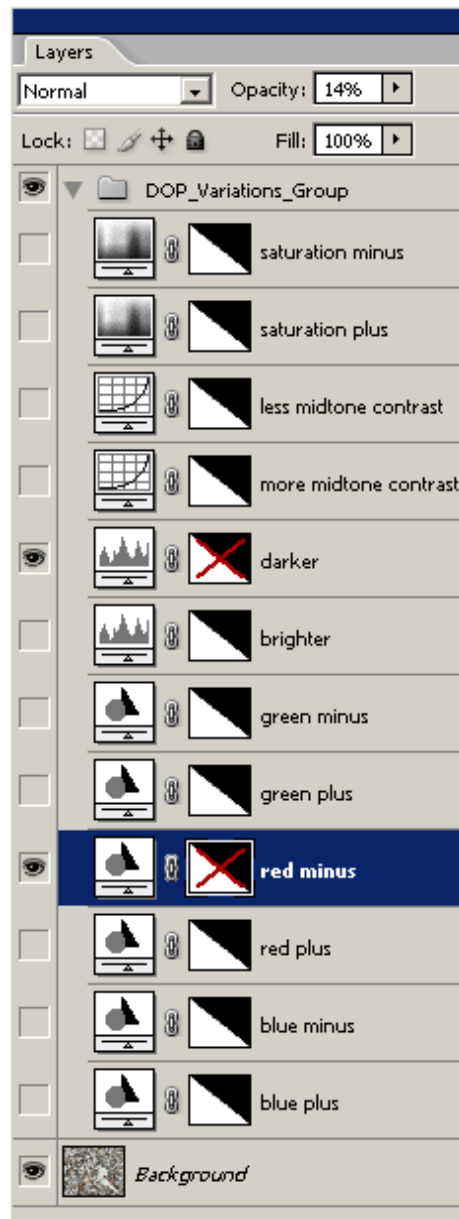 Layers
Normal Opacity: 14%
Lock: Fill: 100%
DOP_Variations_Group
saturation minus
saturation plus
less midtone contrast
more midtone contrast
darker
brighter
green minus
green plus
red minus
red plus
blue minus
blue plus
Background